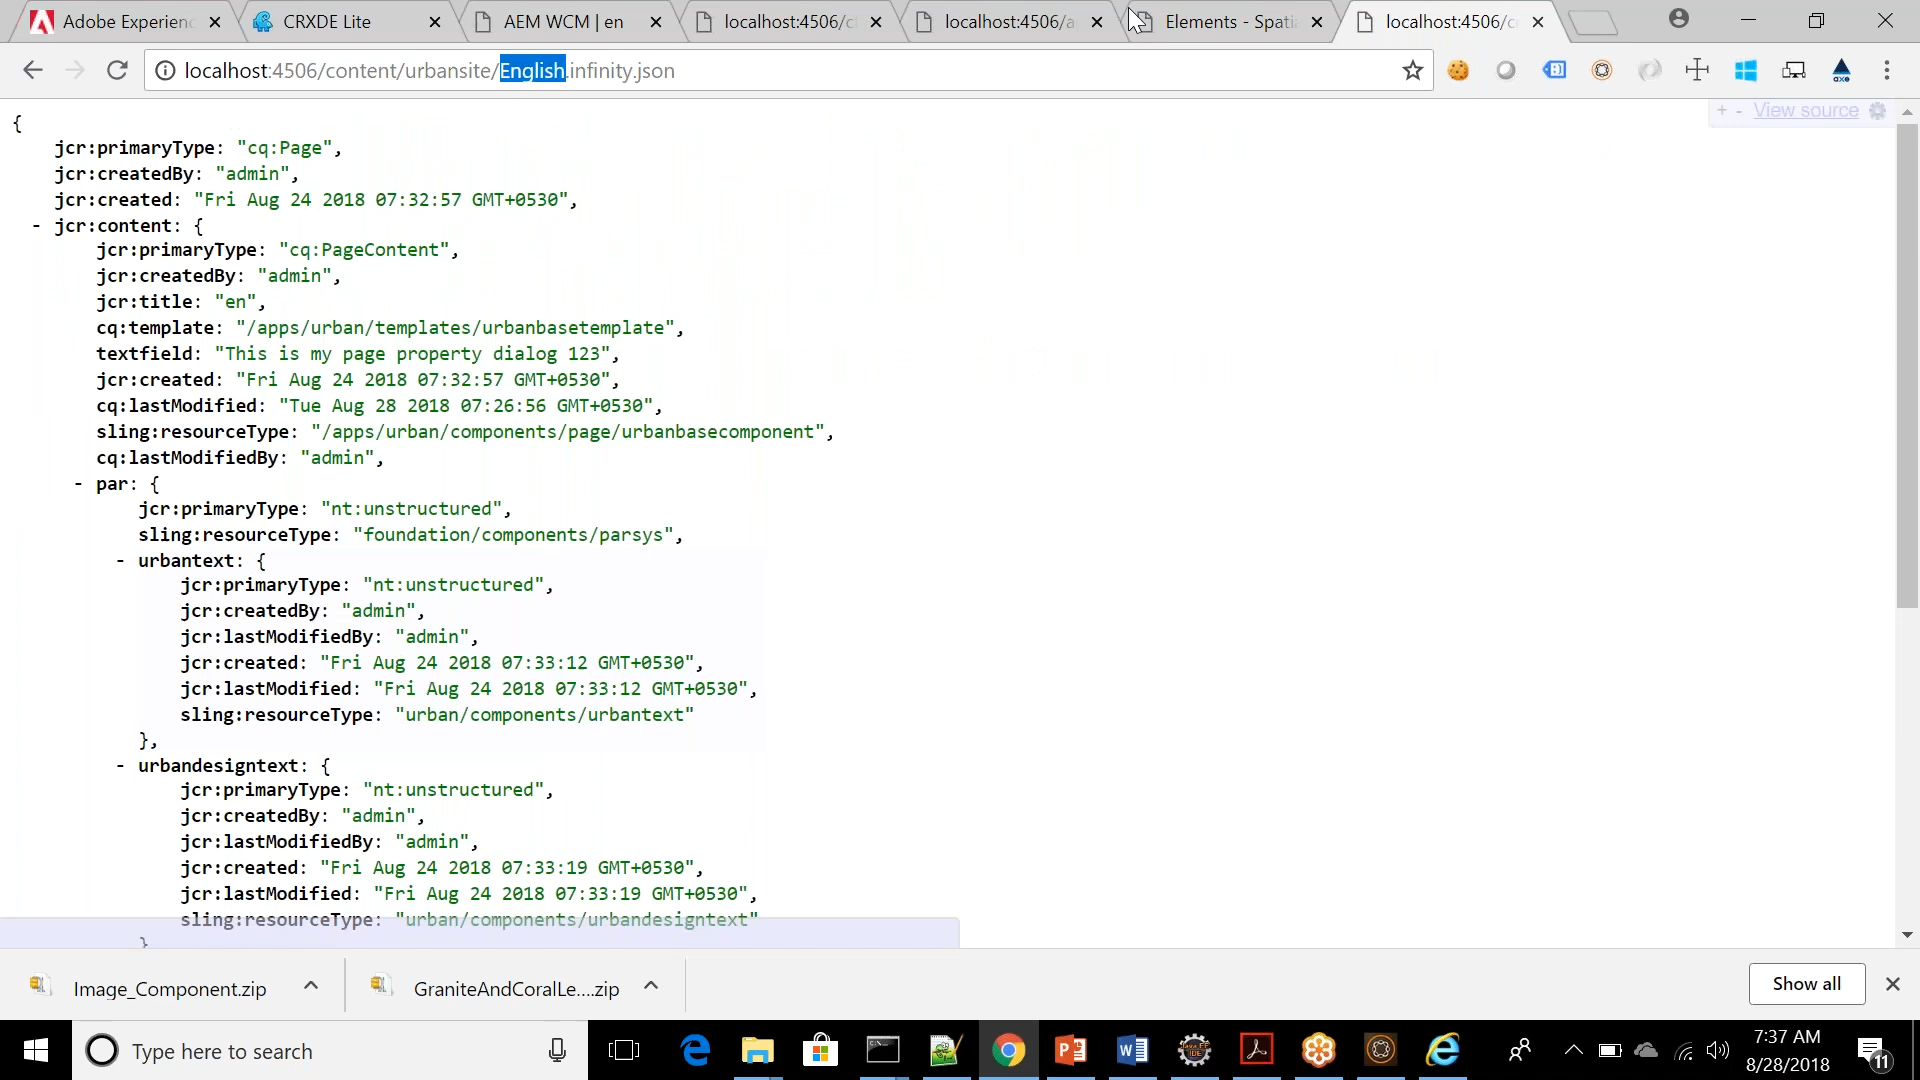 Adobe Experien
CRXDE Lite
AEM WCM | en
localhost:4506/c
localhost:4506/a
Elements - Spati
localhost:4506/c
localhost:4506/content/urbansite/English.infinity.json
+ - View source
{
jcr:primaryType: "cq:Page",
jcr:createdBy: "admin",
jcr:created: "Fri Aug 24 2018 07:32:57 GMT+0530",
- jcr:content: {
jcr:primaryType: "cq:PageContent",
jcr:createdBy: "admin",
jcr:title: "en",
cq:template: "/apps/urban/templates/urbanbasetemplate",
textfield: "This is my page property dialog 123",
jcr:created: "Fri Aug 24 2018 07:32:57 GMT+0530",
cq:lastModified: "Tue Aug 28 2018 07:26:56 GMT+0530",
sling:resourceType: "/apps/urban/components/page/urbanbasecomponent",
cq:lastModifiedBy: "admin",
- par: {
jcr:primaryType: "nt:unstructured",
sling:resourceType: "foundation/components/parsys",
- urbantext: {
jcr:primaryType: "nt:unstructured",
jcr:createdBy: "admin",
jcr:lastModifiedBy: "admin",
jcr:created: "Fri Aug 24 2018 07:33:12 GMT+0530",
jcr:lastModified: "Fri Aug 24 2018 07:33:12 GMT+0530",
sling:resourceType: "urban/components/urbantext"
},
- urbandesigntext: {
jcr:primaryType: "nt:unstructured",
jcr:createdBy: "admin",
jcr:lastModifiedBy: "admin",
jcr:created: "Fri Aug 24 2018 07:33:19 GMT+0530",
jcr:lastModified: "Fri Aug 24 2018 07:33:19 GMT+0530",
sling:resourceType: "urban/components/urbandesigntext"
}
Image_Component.zip
GraniteAndCoralLe....zip
Show all
Type here to search
7:37 AM
8/28/2018
11